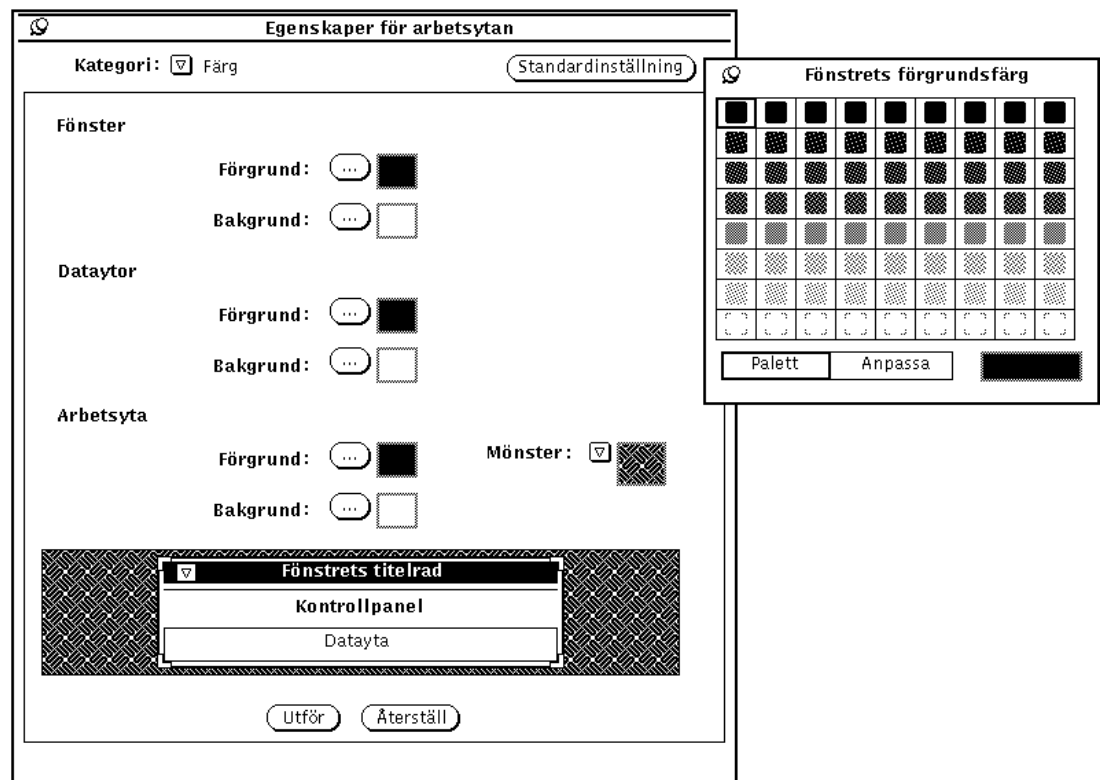 Egenskaper för arbetsytan
Kategori: Färg
Standardinställning
Fönster
Förgrund: ...
Bakgrund: ...
Dataytor
Förgrund: ...
Bakgrund: ...
Arbetsyta
Förgrund: ...
Mönster:
Bakgrund: ...
Fönstrets titelrad
Kontrollpanel
Datayta
Utför
Återställ
Fönstrets förgrundsfärg
Palett
Anpassa